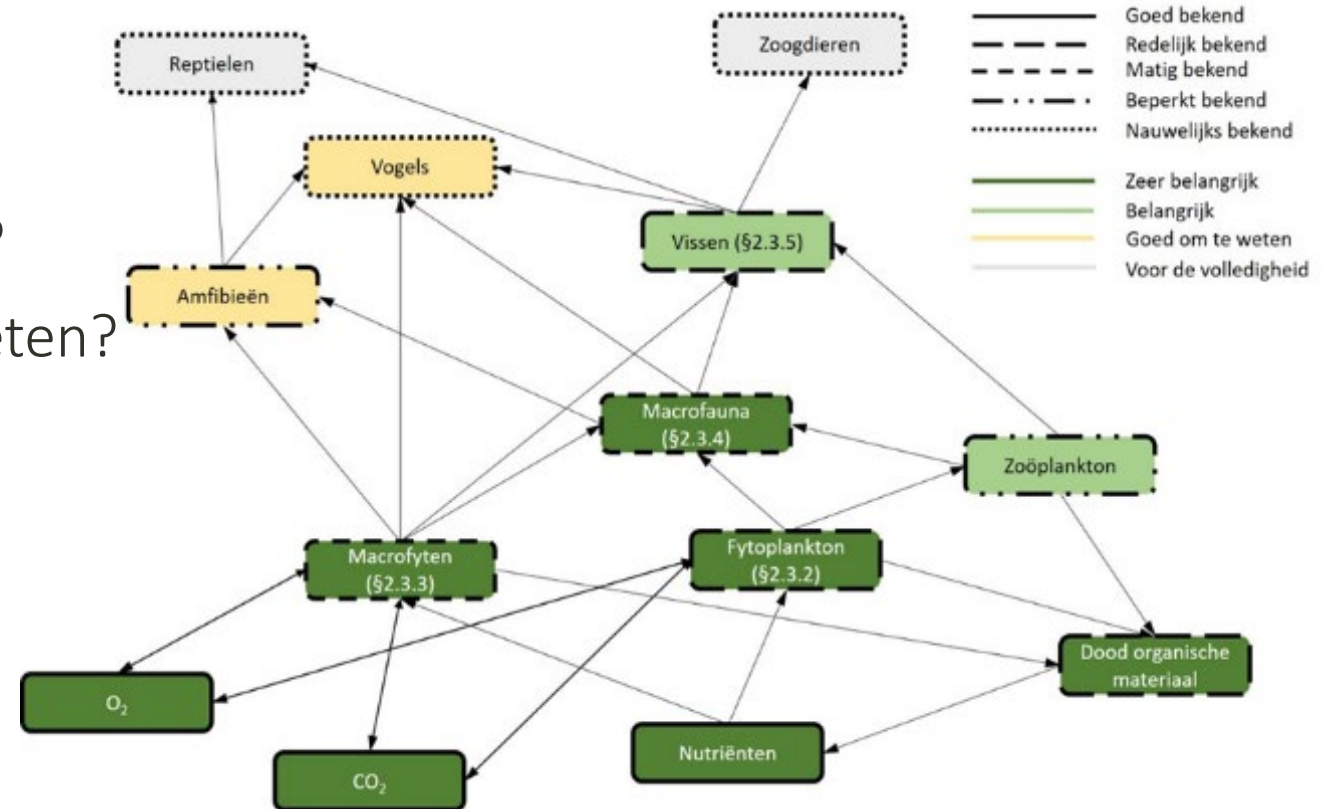 Goed bekend
Redelijk bekend
Matig bekend
Beperkt bekend
Nauwelijks bekend
Zeer belangrijk
Belangrijk
Goed om te weten
Voor de volledigheid
Reptielen
Zoogdieren
Vogels
Vissen (§2.3.5)
Amfibieën
eten?
Macrofauna
(§2.3.4)
Zoöplankton
Macrofyten
(§2.3.3)
Fytoplankton
(§2.3.2)
Dood organische
materiaal
O₂
CO₂
Nutriënten